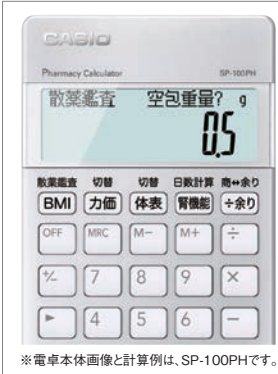 CASIO
Pharmacy Calculator SP-100PH
散薬鑑査 空包重量? g
0.5
散薬鑑査 切替 切替 日数計算 商↔余り
BMI 力価 体表 腎機能 ÷余り
OFF MRC M− M+ ÷
+/− 7 8 9 ×
▶ 4 5 6 −
※電卓本体画像と計算例は、SP-100PHです。